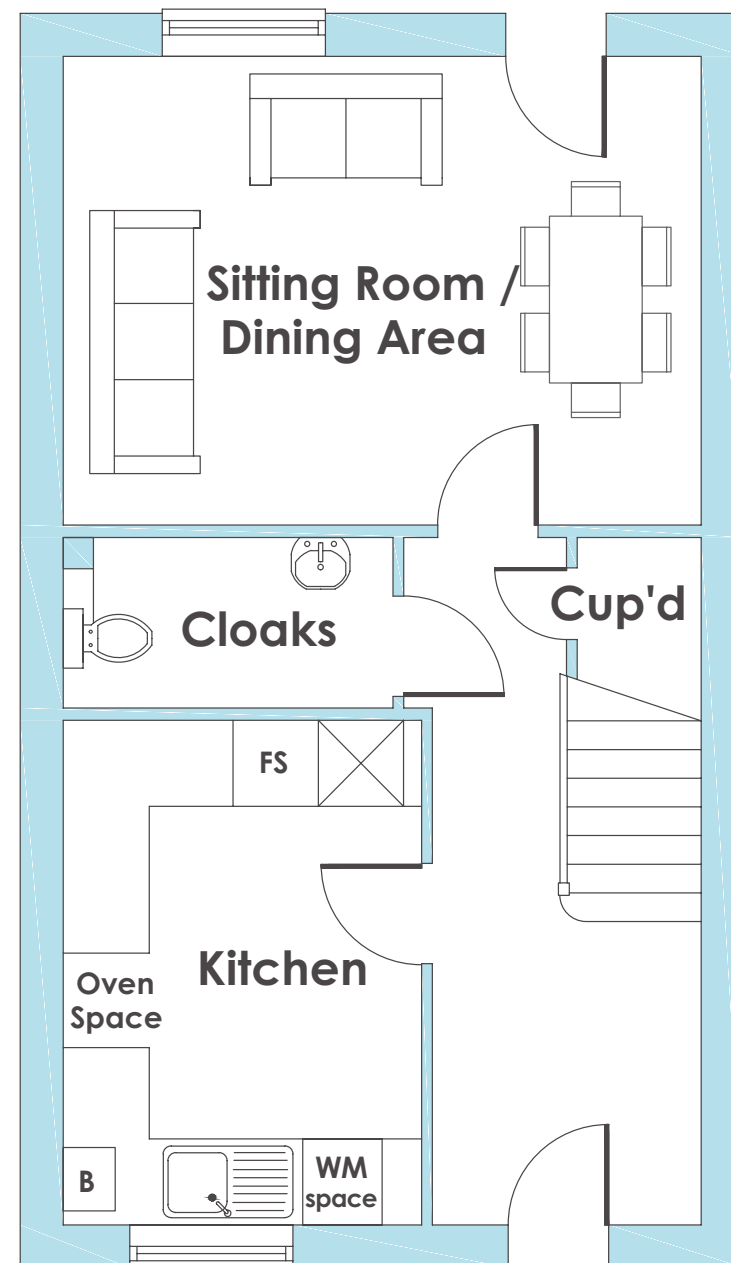 Sitting Room /
Dining Area
Cloaks
Cup'd
FS
Kitchen
Oven
Space
B
WM
space